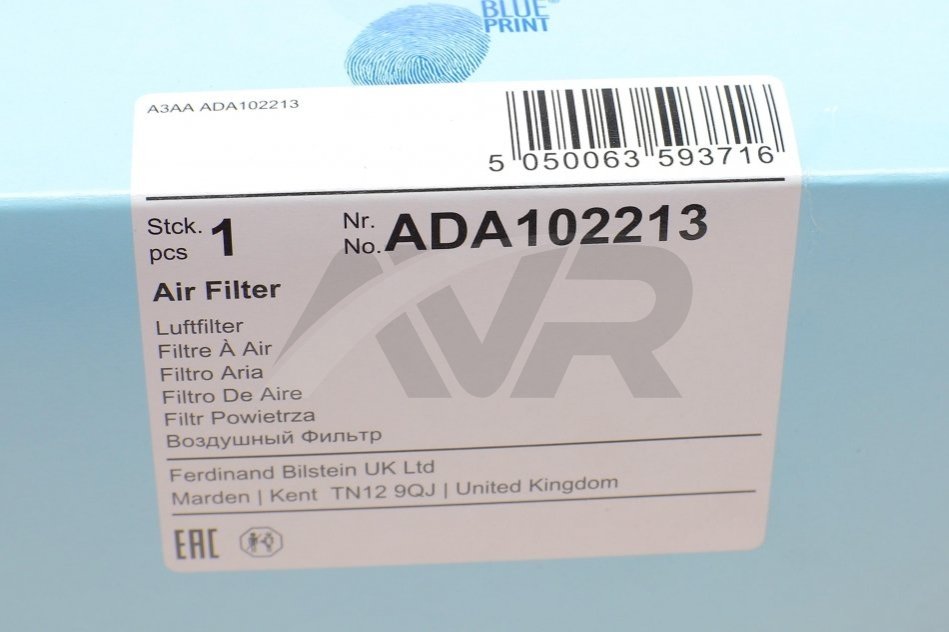 BLUE
PRINT
A3AA ADA102213
5 050063 593716
Stck.
pcs
1
Nr.
No.
ADA102213
Air Filter
Luftfilter
Filtre À Air
Filtro Aria
Filtro De Aire
Filtr Powietrza
Воздушный Фильтр
AVR
Ferdinand Bilstein UK Ltd
Marden | Kent TN12 9QJ | United Kingdom
EAC